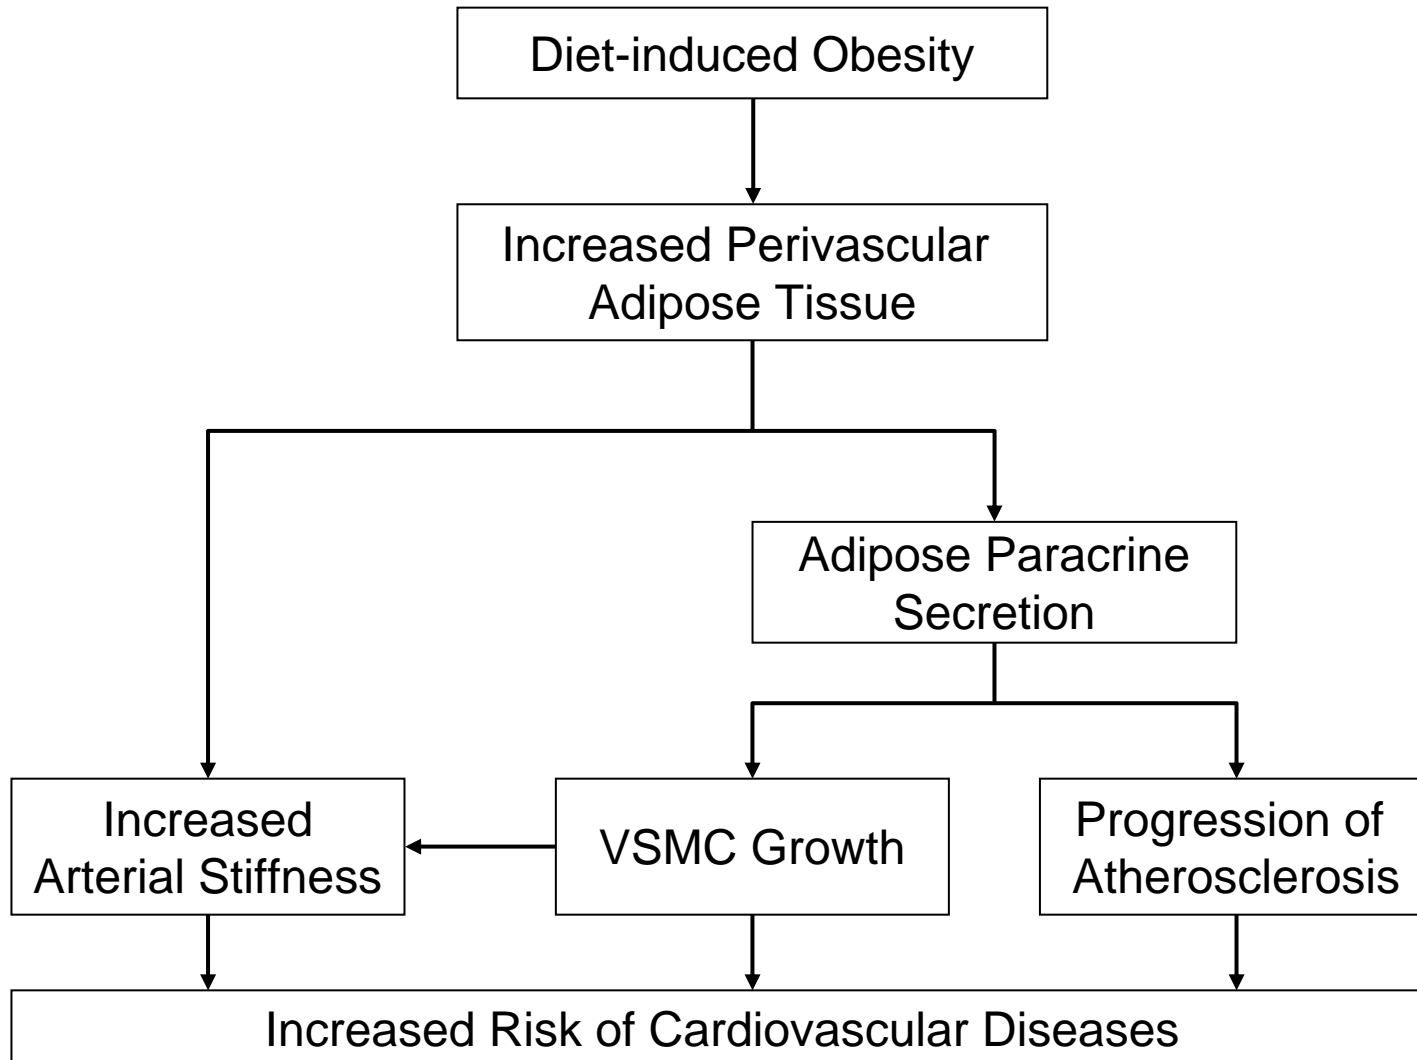 Diet-induced Obesity
Increased Perivascular
Adipose Tissue
Adipose Paracrine
Secretion
Increased
Arterial Stiffness
VSMC Growth
Progression of
Atherosclerosis
Increased Risk of Cardiovascular Diseases